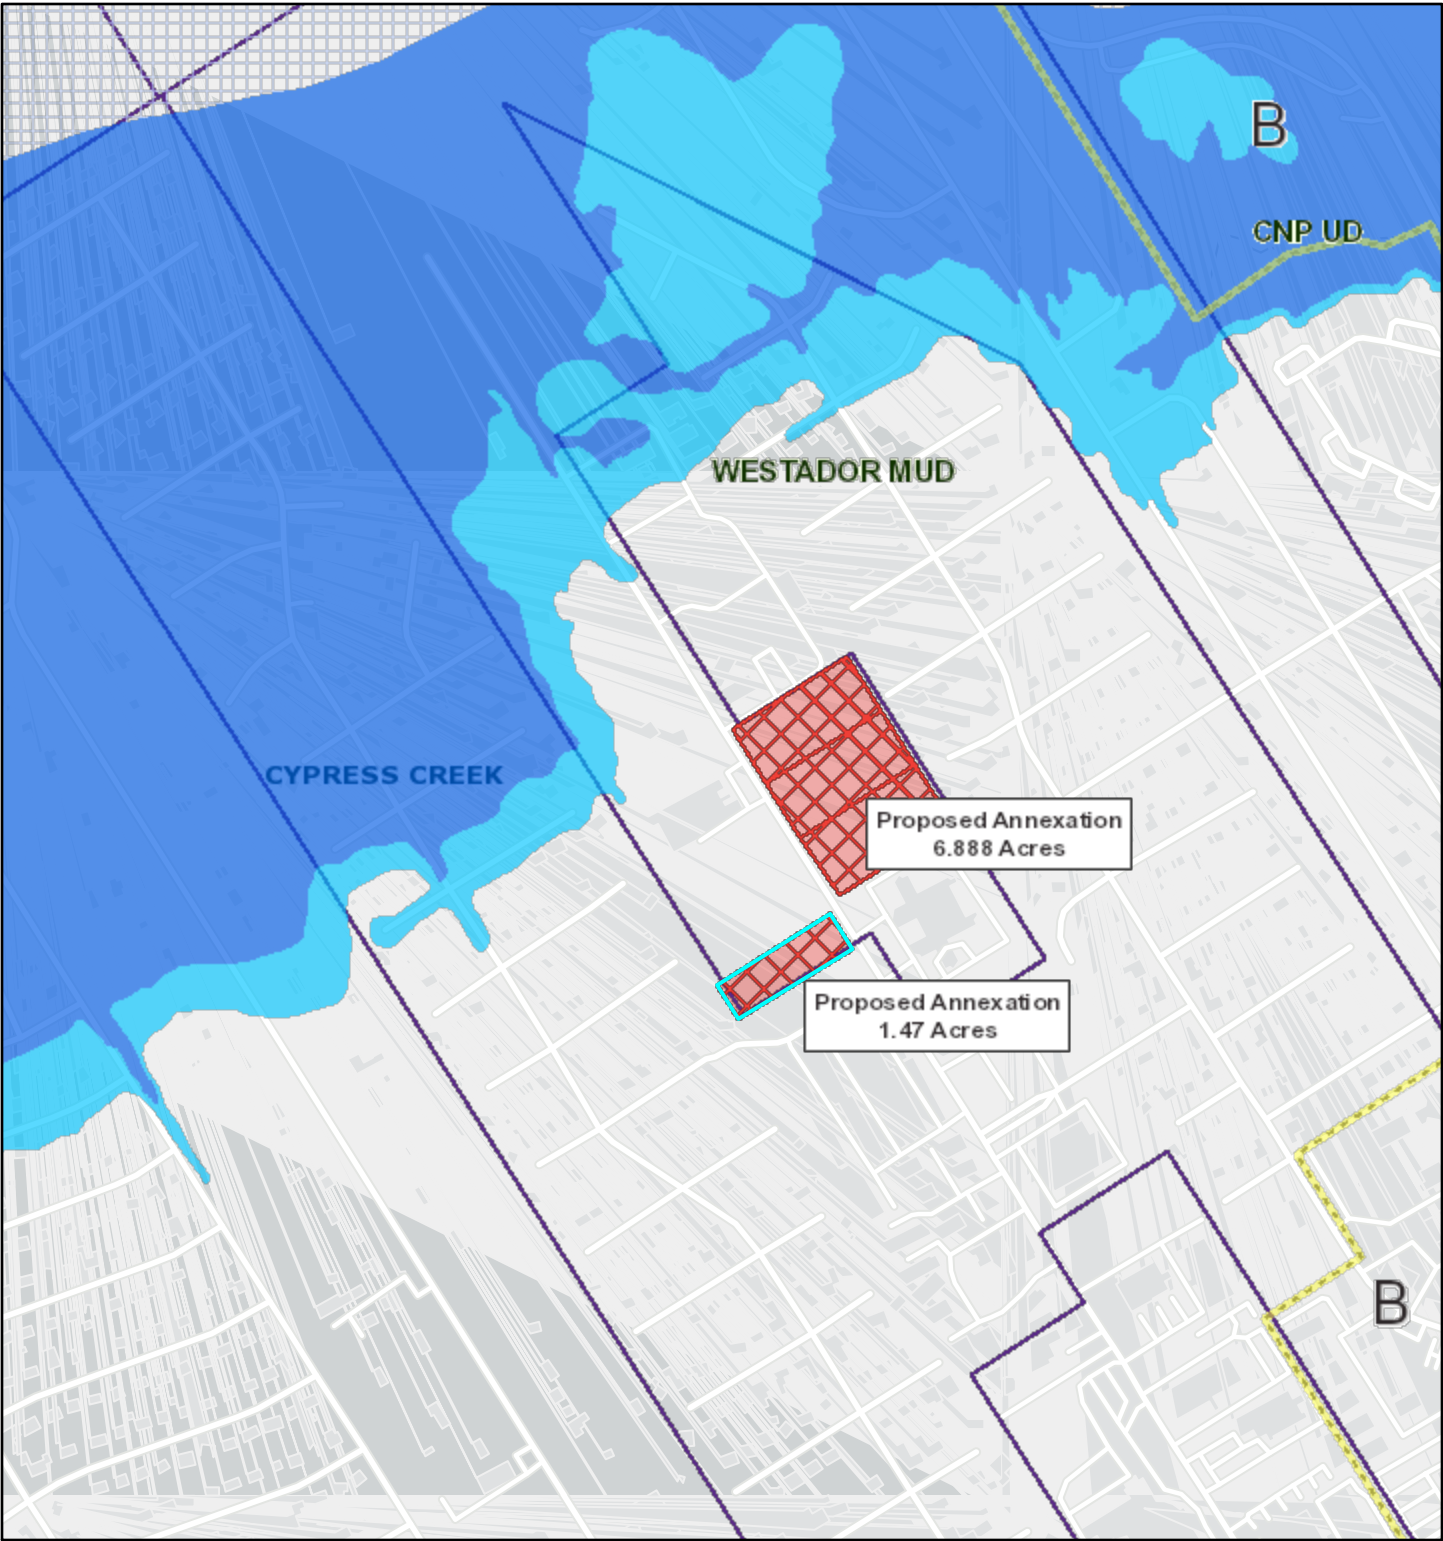 B
CNP UD
WESTADOR MUD
CYPRESS CREEK
Proposed Annexation
6.888 Acres
Proposed Annexation
1.47 Acres
B